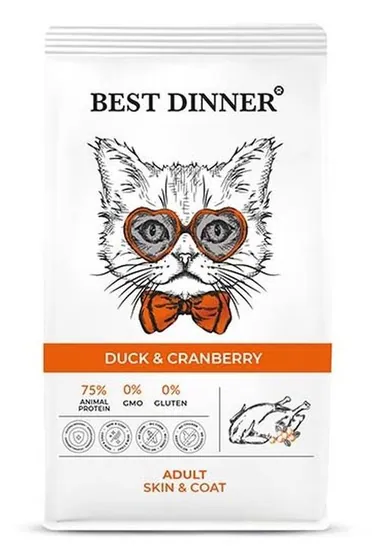 BEST DINNER
DUCK & CRANBERRY
75% 0% 0%
ANIMAL PROTEIN GMO GLUTEN
ADULT
SKIN & COAT